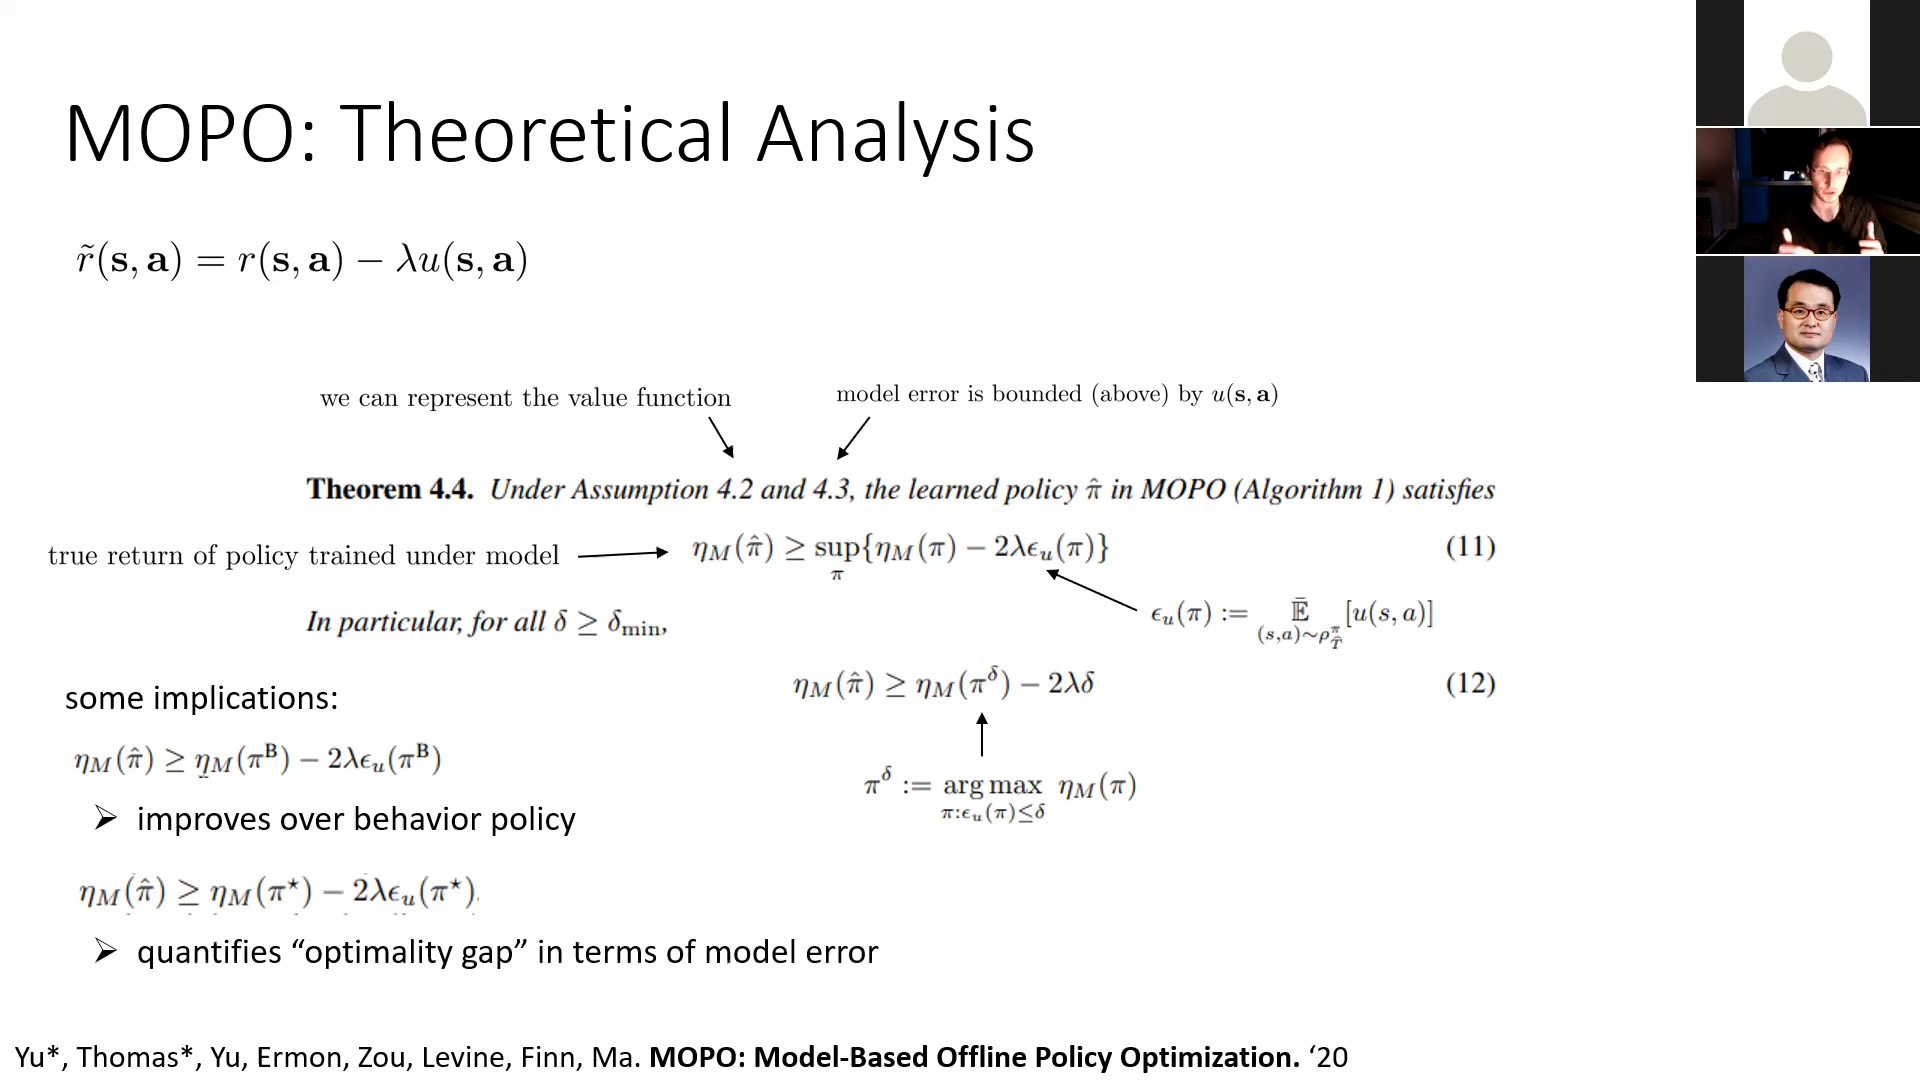 MOPO: Theoretical Analysis
r̃(s, a) = r(s, a) − λu(s, a)
we can represent the value function
model error is bounded (above) by u(s, a)
Theorem 4.4. Under Assumption 4.2 and 4.3, the learned policy π̂ in MOPO (Algorithm 1) satisfies
true return of policy trained under model
η_M(π̂) ≥ sup_π{η_M(π) − 2λϵ_u(π)} (11)
ϵ_u(π) := 𝔼̄_{(s,a)∼ρ^π_T̂}[u(s, a)]
In particular, for all δ ≥ δ_min,
η_M(π̂) ≥ η_M(π^δ) − 2λδ (12)
π^δ := arg max_{π:ϵ_u(π)≤δ} η_M(π)
some implications:
η_M(π̂) ≥ η_M(π^B) − 2λϵ_u(π^B)
➢ improves over behavior policy
η_M(π̂) ≥ η_M(π⋆) − 2λϵ_u(π⋆).
➢ quantifies “optimality gap” in terms of model error
Yu*, Thomas*, Yu, Ermon, Zou, Levine, Finn, Ma. MOPO: Model-Based Offline Policy Optimization. ‘20